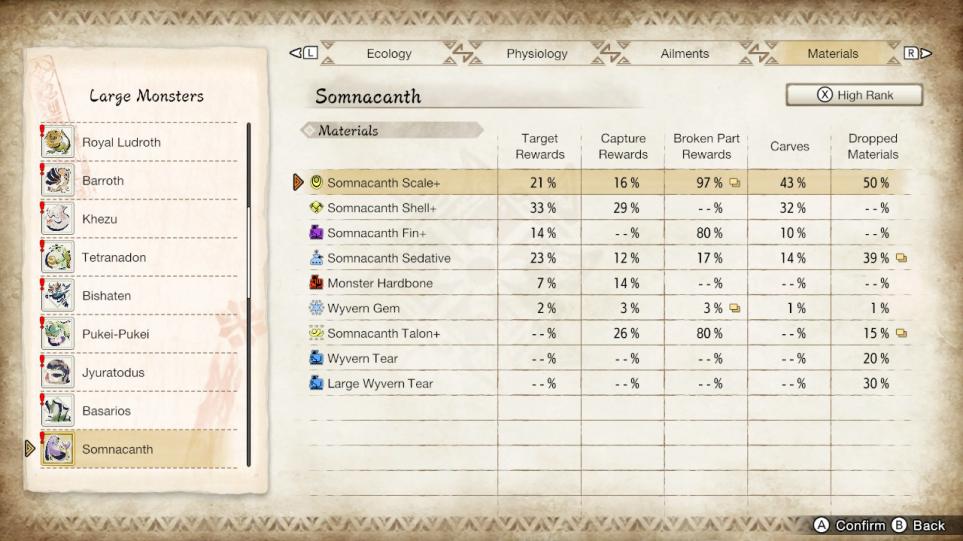 L Ecology Physiology Ailments Materials R
Large Monsters
Royal Ludroth
Barroth
Khezu
Tetranadon
Bishaten
Pukei-Pukei
Jyuratodus
Basarios
Somnacanth
Somnacanth
X High Rank
Materials
Target Rewards Capture Rewards Broken Part Rewards Carves Dropped Materials
Somnacanth Scale+ 21 % 16 % 97 % 43 % 50 %
Somnacanth Shell+ 33 % 29 % - - % 32 % - - %
Somnacanth Fin+ 14 % - - % 80 % 10 % - - %
Somnacanth Sedative 23 % 12 % 17 % 14 % 39 %
Monster Hardbone 7 % 14 % - - % - - % - - %
Wyvern Gem 2 % 3 % 3 % 1 % 1 %
Somnacanth Talon+ - - % 26 % 80 % - - % 15 %
Wyvern Tear - - % - - % - - % - - % 20 %
Large Wyvern Tear - - % - - % - - % - - % 30 %
A Confirm B Back